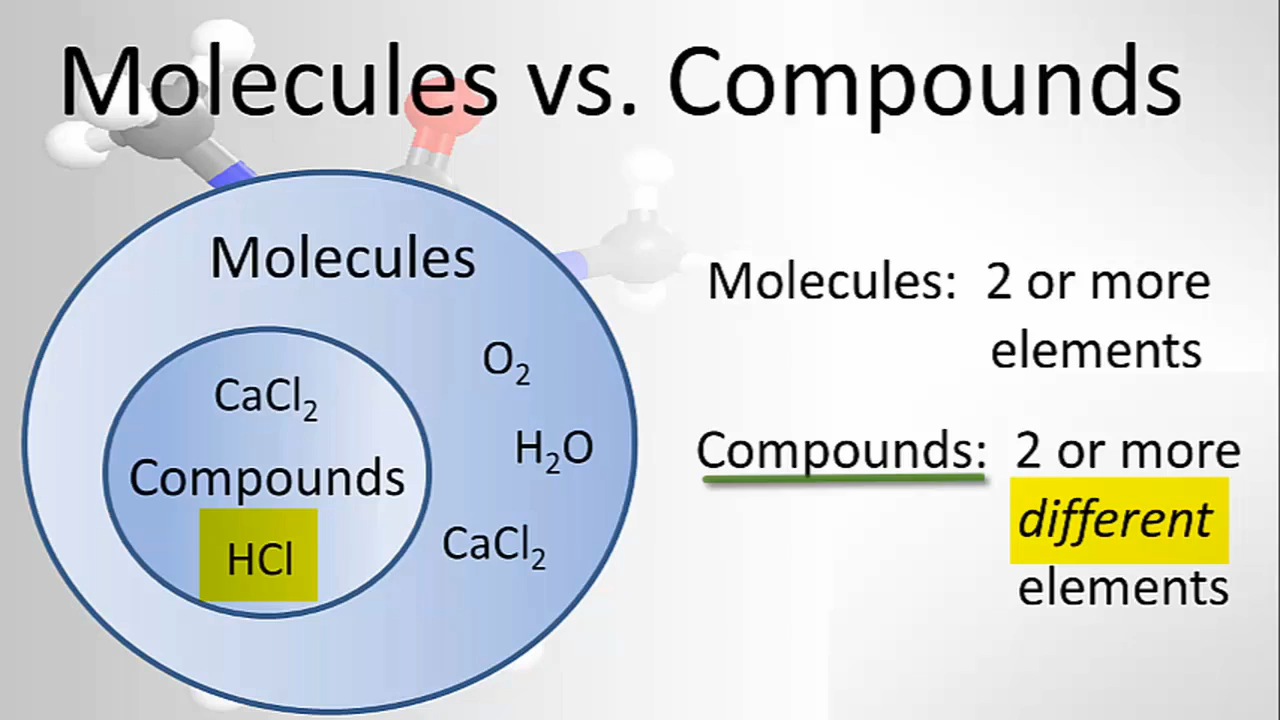 Molecules vs. Compounds
Molecules
O₂
H₂O
CaCl₂
CaCl₂
Compounds
HCl
Molecules: 2 or more
elements
Compounds: 2 or more
different
elements